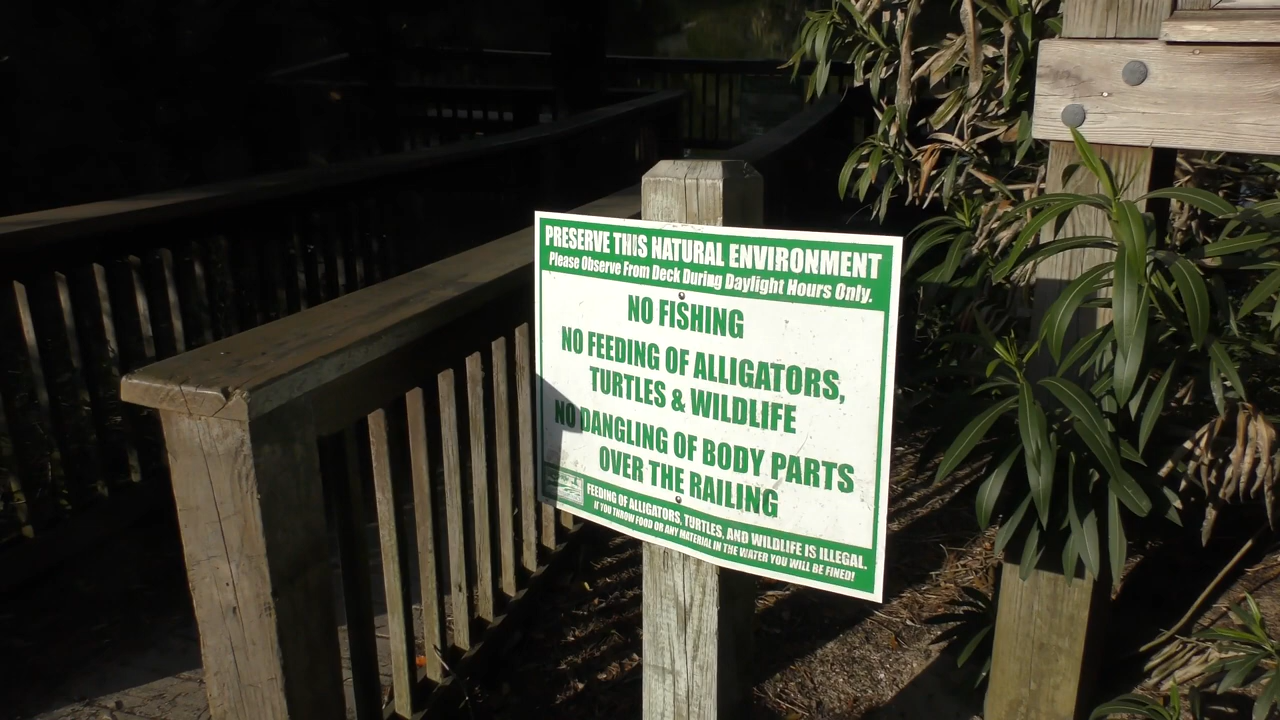 PRESERVE THIS NATURAL ENVIRONMENT
Please Observe From Deck During Daylight Hours Only.
NO FISHING
NO FEEDING OF ALLIGATORS,
TURTLES & WILDLIFE
NO DANGLING OF BODY PARTS
OVER THE RAILING
FEEDING OF ALLIGATORS, TURTLES, AND WILDLIFE IS ILLEGAL.
IF YOU THROW FOOD OR ANY MATERIAL IN THE WATER YOU WILL BE FINED!